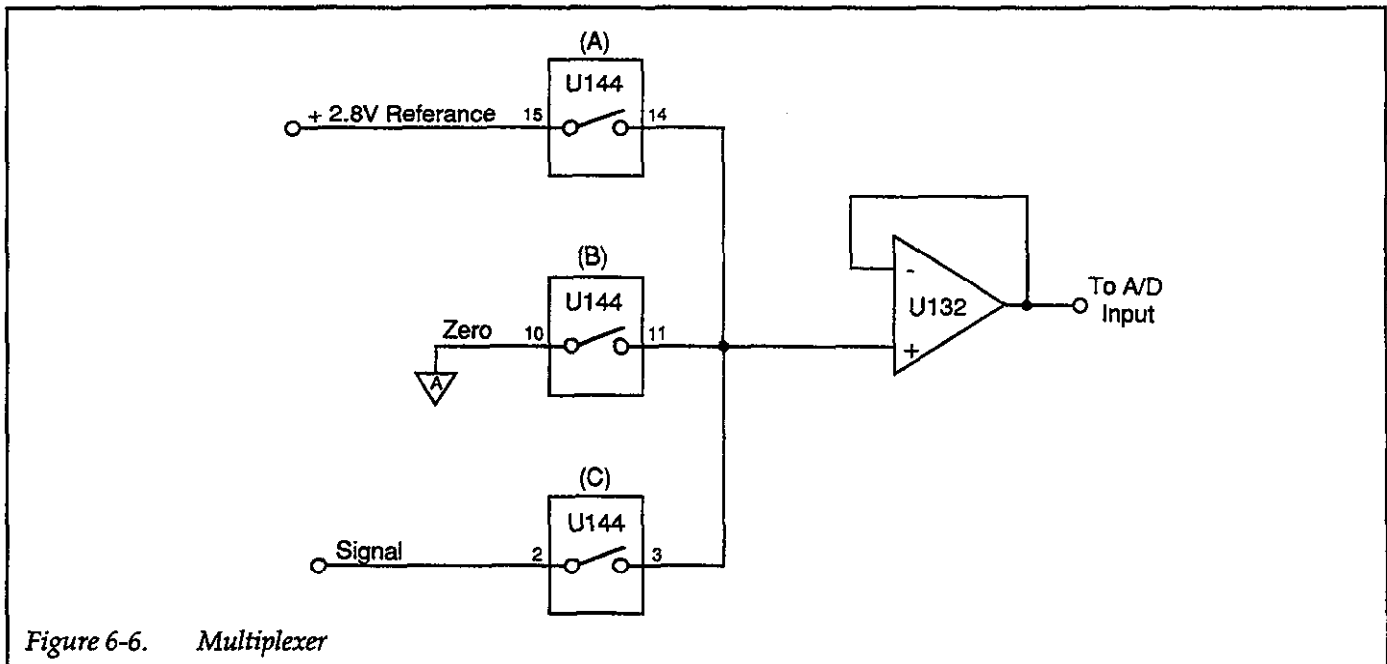 (A)
U144
+ 2.8V Referance 15 14
(B)
U144
Zero 10 11
A
-
U132
+
To A/D
Input
(C)
U144
Signal 2 3
Figure 6-6. Multiplexer